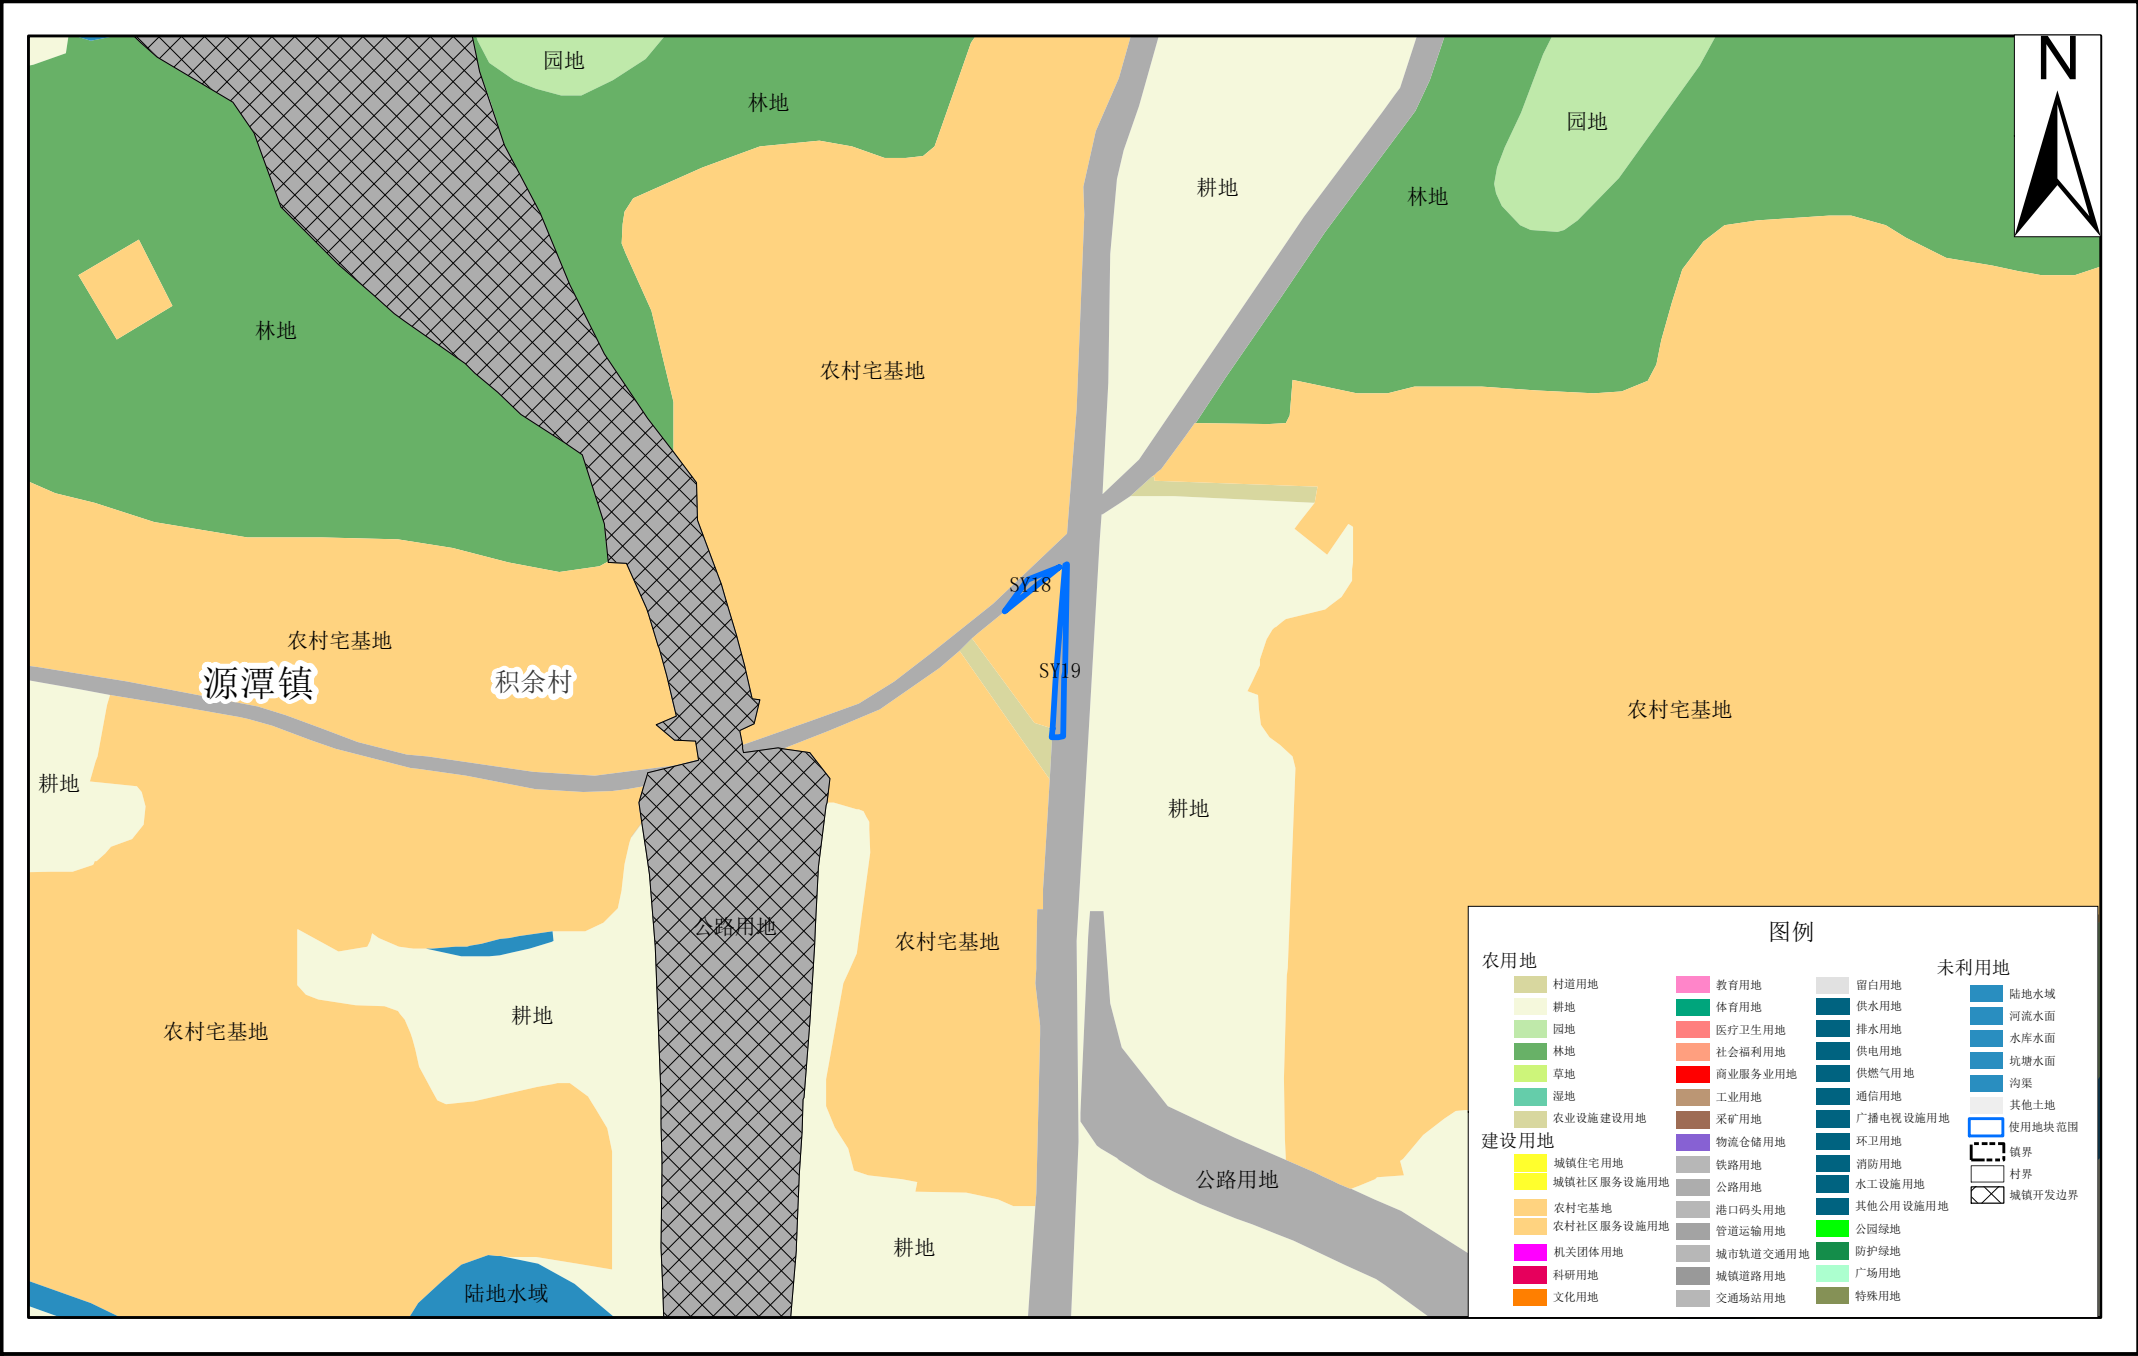 N
园地
林地
园地
耕地
林地
林地
农村宅基地
SY18
农村宅基地
源潭镇
积余村
SY19
农村宅基地
耕地
耕地
公路用地
农村宅基地
耕地
农村宅基地
公路用地
耕地
陆地水域
图例
农用地
村道用地
耕地
园地
林地
草地
湿地
农业设施建设用地
建设用地
城镇住宅用地
城镇社区服务设施用地
农村宅基地
农村社区服务设施用地
机关团体用地
科研用地
文化用地
教育用地
体育用地
医疗卫生用地
社会福利用地
商业服务业用地
工业用地
采矿用地
物流仓储用地
铁路用地
公路用地
港口码头用地
管道运输用地
城市轨道交通用地
城镇道路用地
交通场站用地
留白用地
供水用地
排水用地
供电用地
供燃气用地
通信用地
广播电视设施用地
环卫用地
消防用地
水工设施用地
其他公用设施用地
公园绿地
防护绿地
广场用地
特殊用地
未利用地
陆地水域
河流水面
水库水面
坑塘水面
沟渠
其他土地
使用地块范围
镇界
村界
城镇开发边界